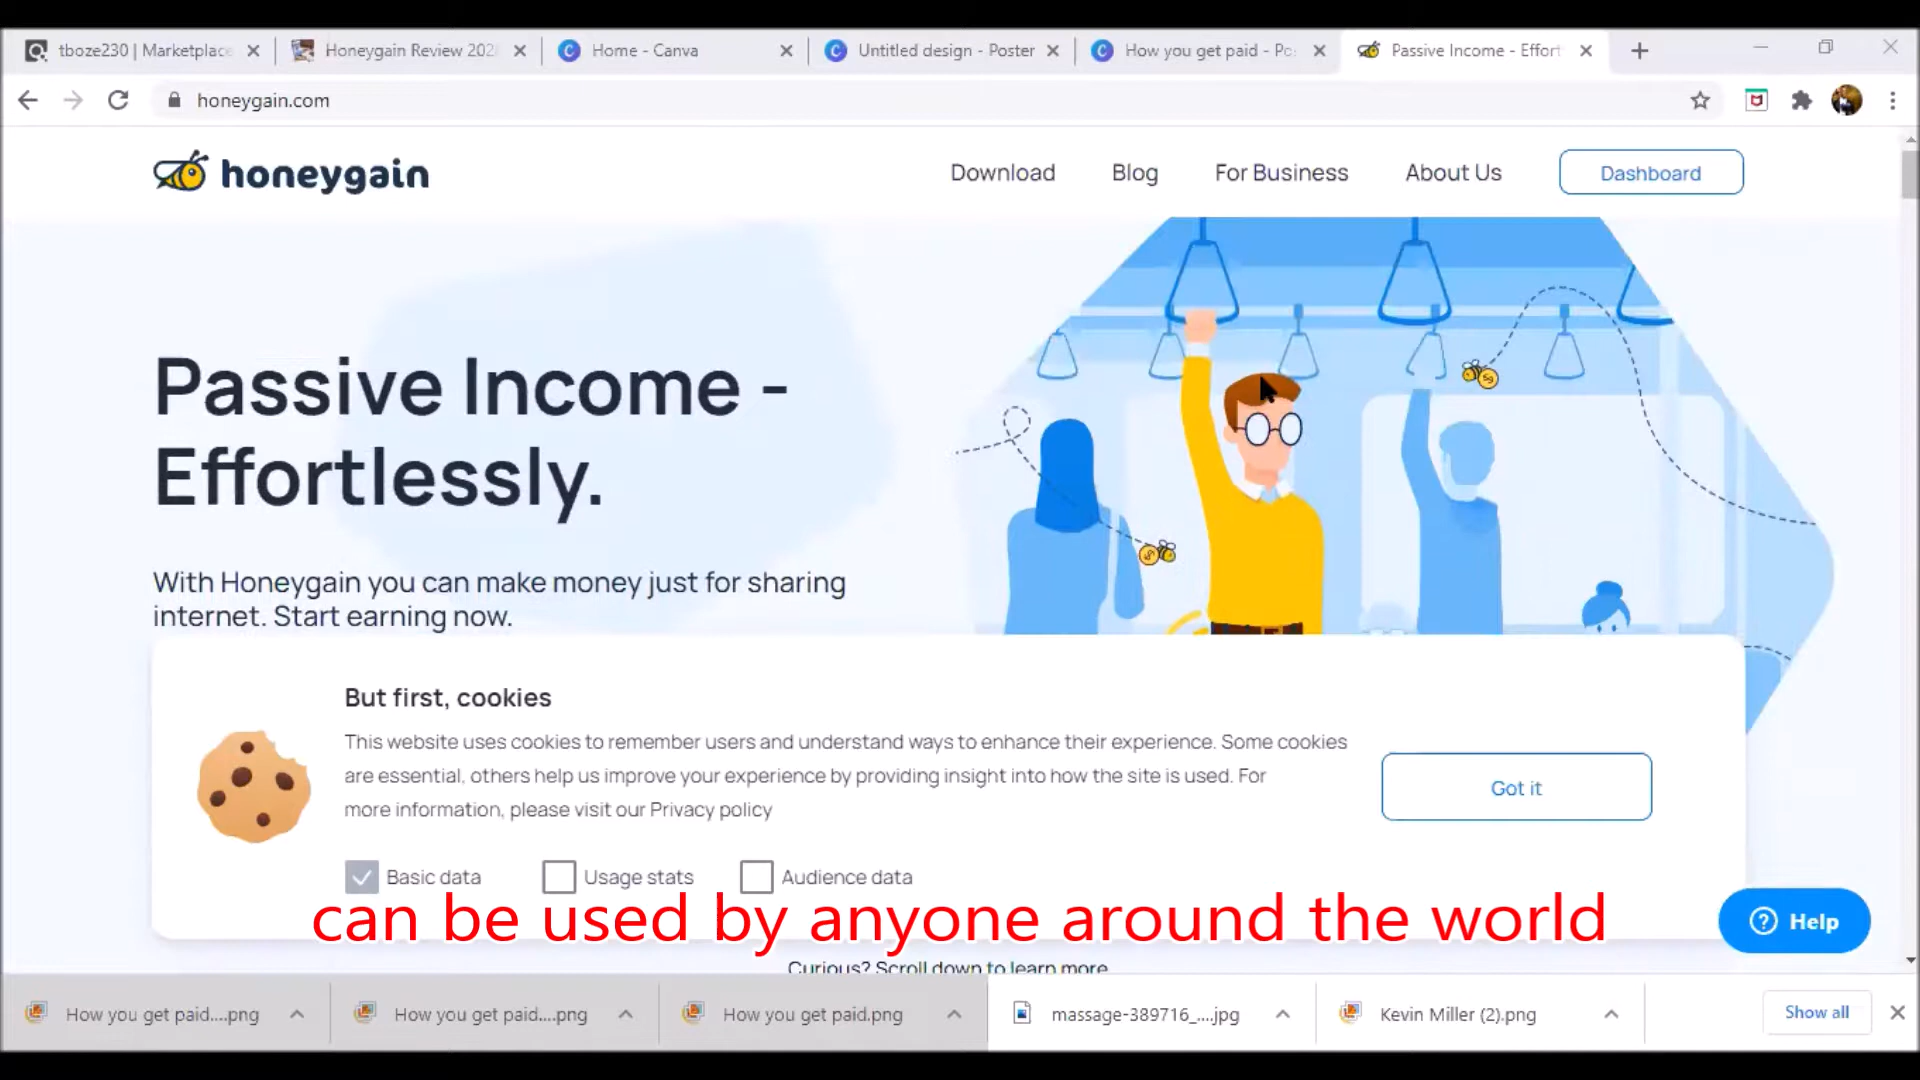 tboze230 | Marketplace
Honeygain Review 202
Home - Canva
Untitled design - Poster
How you get paid - Po
Passive Income - Effort
honeygain.com
honeygain
Download
Blog
For Business
About Us
Dashboard
Passive Income -
Effortlessly.
With Honeygain you can make money just for sharing
internet. Start earning now.
But first, cookies
This website uses cookies to remember users and understand ways to enhance their experience. Some cookies
are essential, others help us improve your experience by providing insight into how the site is used. For
more information, please visit our Privacy policy
Got it
Basic data
Usage stats
Audience data
can be used by anyone around the world
Help
Curious? Scroll down to learn more
How you get paid....png
How you get paid....png
How you get paid.png
massage-389716_....jpg
Kevin Miller (2).png
Show all